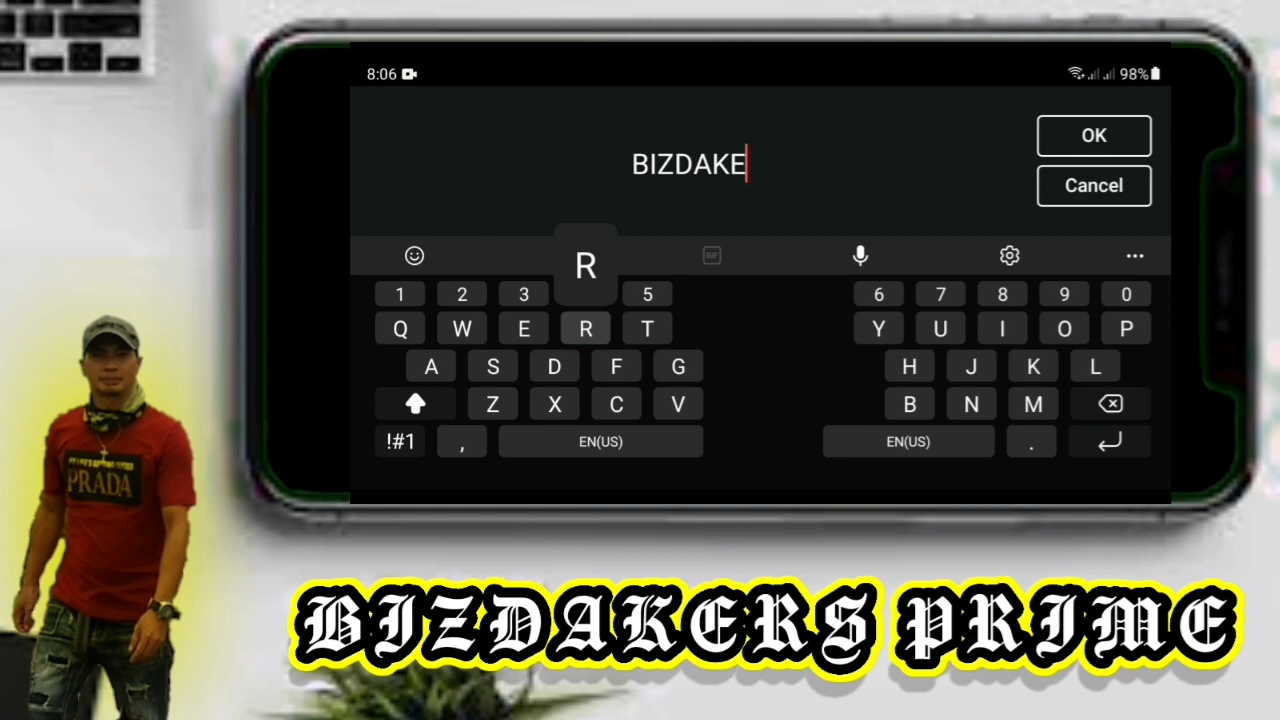 8:06 98%
OK
BIZDAKE
Cancel
R
GIF
1 2 3 5 6 7 8 9 0
Q W E R T Y U I O P
A S D F G H J K L
Z X C V B N M
!#1 , EN(US) EN(US) .
PRADA
BIZDAKERS PRIME